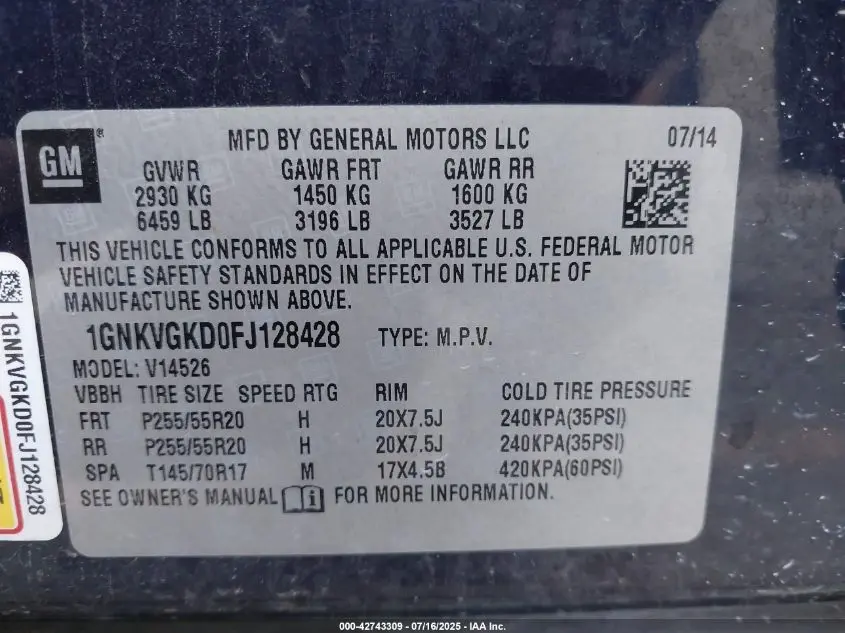 GM
®
MFD BY GENERAL MOTORS LLC 07/14
GVWR GAWR FRT GAWR RR
2930 KG 1450 KG 1600 KG
6459 LB 3196 LB 3527 LB
THIS VEHICLE CONFORMS TO ALL APPLICABLE U.S. FEDERAL MOTOR
VEHICLE SAFETY STANDARDS IN EFFECT ON THE DATE OF
MANUFACTURE SHOWN ABOVE.
1GNKVGKD0FJ128428 TYPE: M.P.V.
MODEL: V14526
VBBH TIRE SIZE SPEED RTG RIM COLD TIRE PRESSURE
FRT P255/55R20 H 20X7.5J 240KPA(35PSI)
RR P255/55R20 H 20X7.5J 240KPA(35PSI)
SPA T145/70R17 M 17X4.5B 420KPA(60PSI)
SEE OWNER'S MANUAL i FOR MORE INFORMATION.
1GNKVGKD0FJ128428
000-42743309 - 07/16/2025 - IAA Inc.